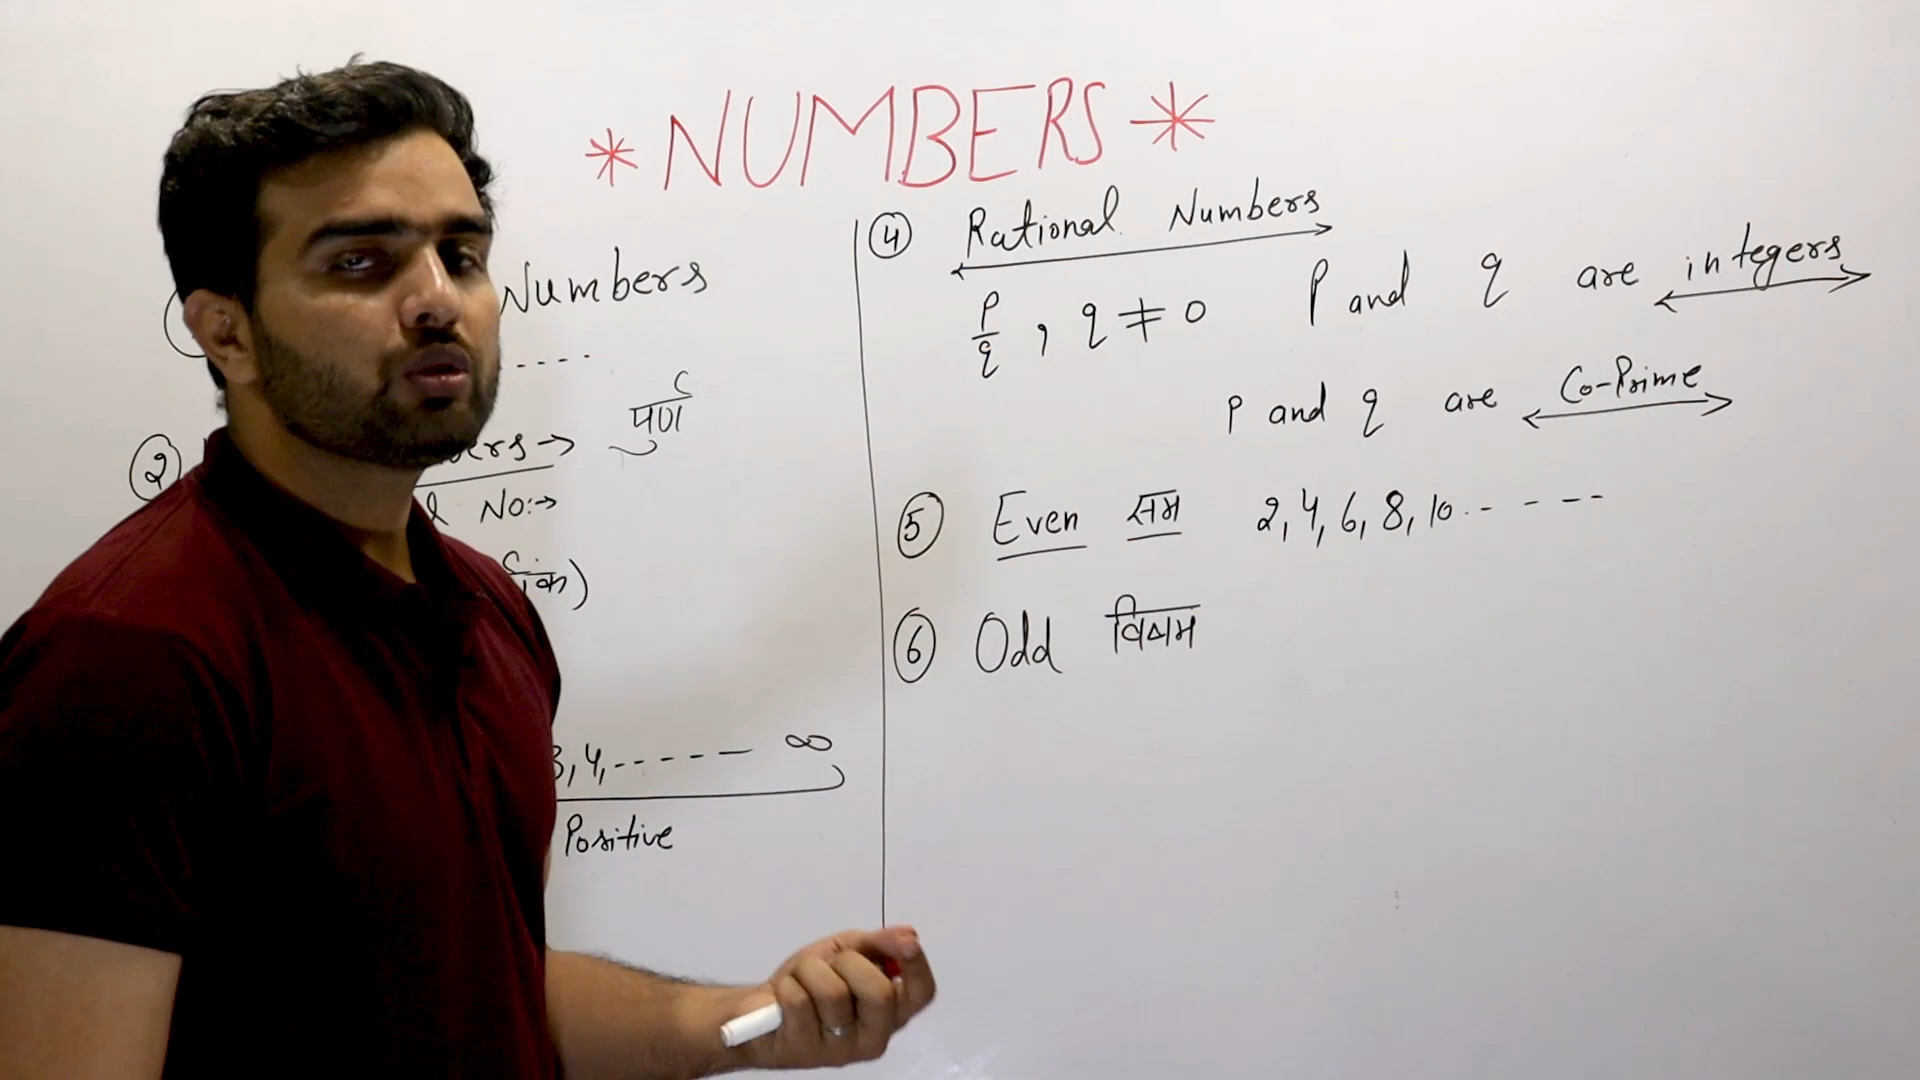 * NUMBERS *
Numbers
- - - -
पूर्ण
②
No:→
3, 4, - - - - - ∞
Positive
④ Rational Numbers
p/q , q ≠ 0 P and q are integers
P and q are Co-Prime
⑤ Even सम 2, 4, 6, 8, 10 - - - -
⑥ Odd विषम